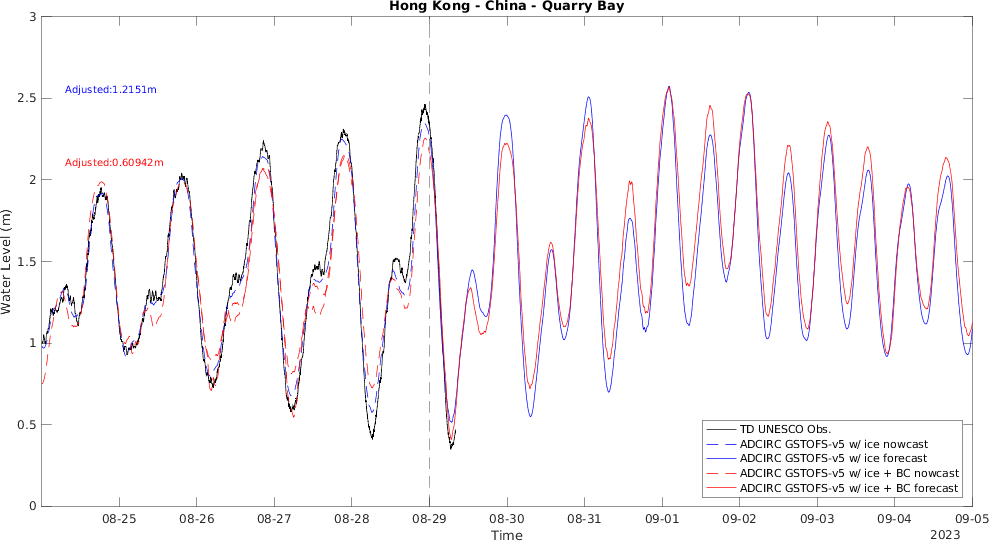 Hong Kong - China - Quarry Bay
Water Level (m)
3
2.5
2
1.5
1
0.5
0
Adjusted:1.2151m
Adjusted:0.60942m
TD UNESCO Obs.
ADCIRC GSTOFS-v5 w/ ice nowcast
ADCIRC GSTOFS-v5 w/ ice forecast
ADCIRC GSTOFS-v5 w/ ice + BC nowcast
ADCIRC GSTOFS-v5 w/ ice + BC forecast
08-25 08-26 08-27 08-28 08-29 08-30 08-31 09-01 09-02 09-03 09-04 09-05
Time
2023